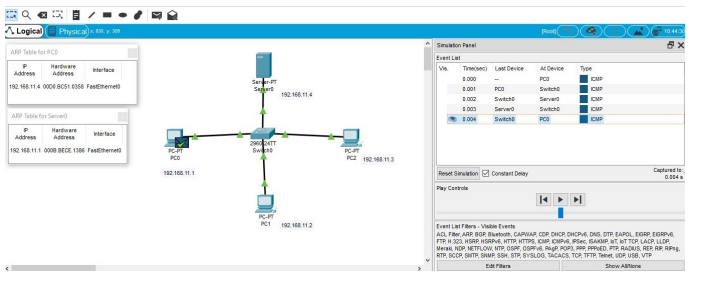 Logical
Physical x: 830, y: 309
[Root]
10:44:30
ARP Table for PC0
IP Address
Hardware Address
Interface
192.168.11.4 00D0.BC51.0358 FastEthernet0
ARP Table for Server0
IP Address
Hardware Address
Interface
192.168.11.1 000B.BECE.13B6 FastEthernet0
Server-PT
Server0
192.168.11.4
PC-PT
PC0
192.168.11.1
2960-24TT
Switch0
PC-PT
PC2
192.168.11.3
PC-PT
PC1
192.168.11.2
Simulation Panel
Event List
Vis. Time(sec) Last Device At Device Type
0.000 -- PC0 ICMP
0.001 PC0 Switch0 ICMP
0.002 Switch0 Server0 ICMP
0.003 Server0 Switch0 ICMP
0.004 Switch0 PC0 ICMP
Reset Simulation Constant Delay
Captured to:
0.004 s
Play Controls
Event List Filters - Visible Events
ACL Filter, ARP, BGP, Bluetooth, CAPWAP, CDP, DHCP, DHCPv6, DNS, DTP, EAPOL, EIGRP, EIGRPv6,
FTP, H.323, HSRP, HSRPv6, HTTP, HTTPS, ICMP, ICMPv6, IPSec, ISAKMP, IoT, IoT TCP, LACP, LLDP,
Meraki, NDP, NETFLOW, NTP, OSPF, OSPFv6, PAgP, POP3, PPP, PPPoED, PTP, RADIUS, REP, RIP, RIPng,
RTP, SCCP, SMTP, SNMP, SSH, STP, SYSLOG, TACACS, TCP, TFTP, Telnet, UDP, USB, VTP
Edit Filters
Show All/None